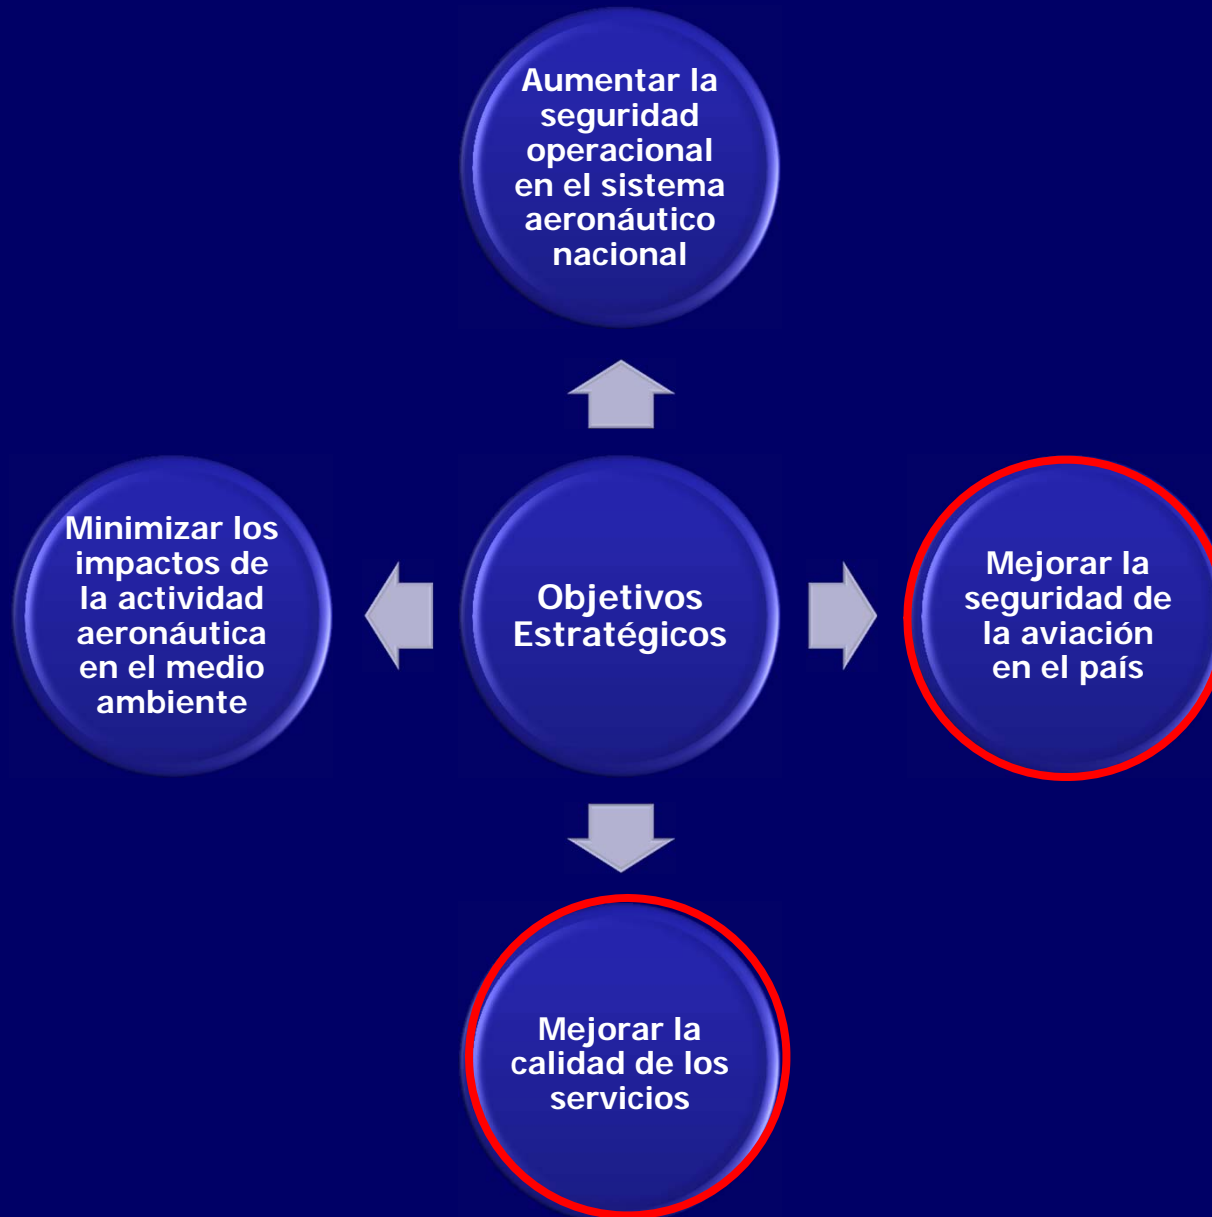 Aumentar la
seguridad
operacional
en el sistema
aeronáutico
nacional
Minimizar los
impactos de
la actividad
aeronáutica
en el medio
ambiente
Objetivos
Estratégicos
Mejorar la
seguridad de
la aviación
en el país
Mejorar la
calidad de los
servicios